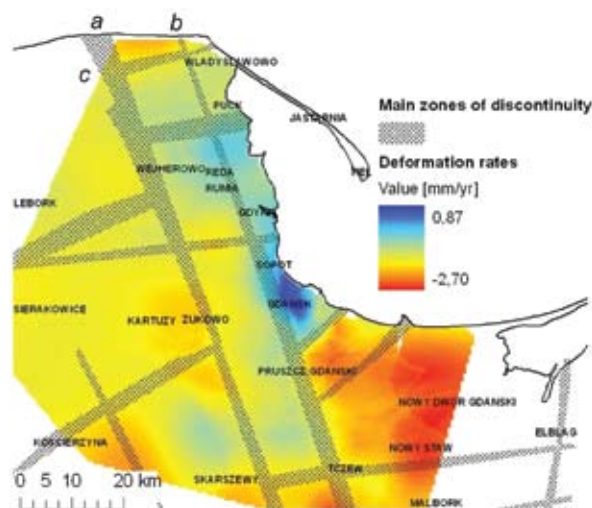 a
b
c
WLADYSLAWOWO
PUCK
JASTARNIA
HEL
WEJHEROWO
REDA
RUMIA
LEBORK
GDYNIA
SOPOT
GDANSK
SIERAKOWICE
KARTUZY
ZUKOWO
PRUSZCZ GDANSKI
NOWY DWOR GDANSKI
KOSCIERZYNA
NOWY STAW
ELBLAG
SKARSZEWY
TCZEW
MALBORK
0 5 10 20 km
Main zones of discontinuity
Deformation rates
Value [mm/yr]
0,87
-2,70